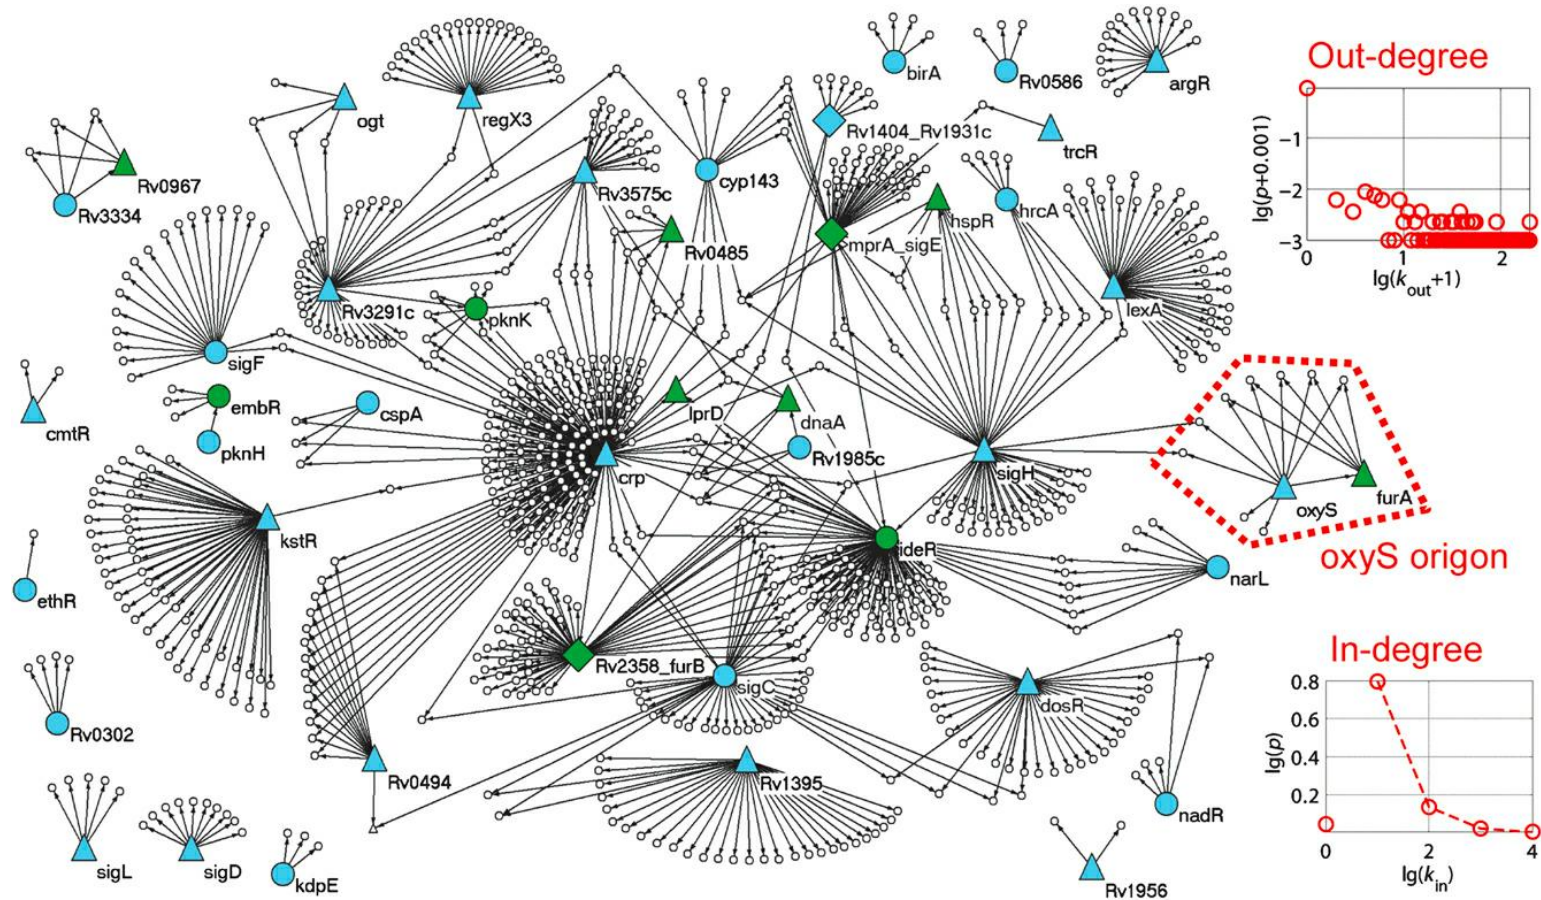 birA
Rv0586
argR
Out-degree
ogt
regX3
Rv1404_Rv1931c
trcR
lg(p+0.001)
−1
−2
−3
0
1
2
lg(kout+1)
Rv0967
Rv3334
Rv3575c
cyp143
hspR
hrcA
Rv0485
mprA_sigE
Rv3291c
pknK
lexA
sigF
embR
cspA
lprD
dnaA
cmtR
pknH
crp
Rv1985c
sigH
furA
oxyS
oxyS origon
kstR
ideR
narL
ethR
Rv2358_furB
sigC
dosR
In-degree
lg(p)
0.8
0.6
0.4
0.2
0
2
4
lg(kin)
Rv0302
Rv0494
Rv1395
nadR
sigL
sigD
kdpE
Rv1956